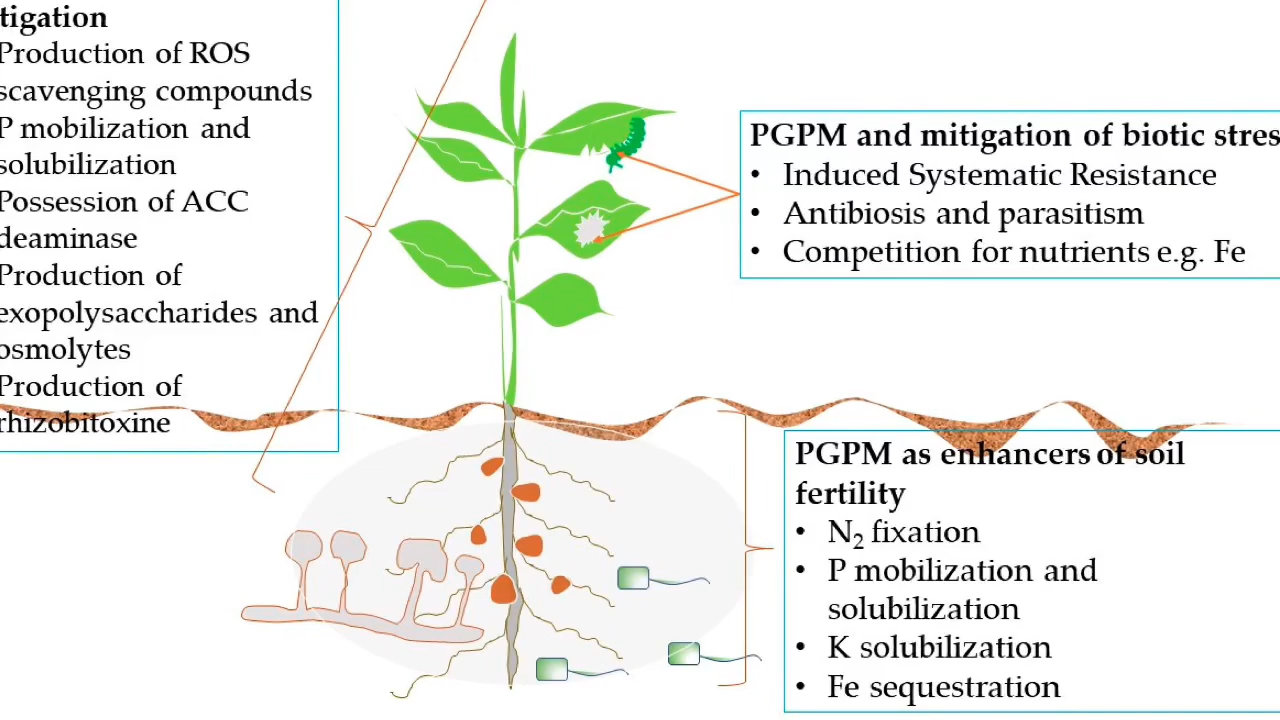 tigation
Production of ROS
scavenging compounds
P mobilization and
solubilization
Possession of ACC
deaminase
Production of
exopolysaccharides and
osmolytes
Production of
rhizobitoxine
PGPM and mitigation of biotic stres
• Induced Systematic Resistance
• Antibiosis and parasitism
• Competition for nutrients e.g. Fe
PGPM as enhancers of soil
fertility
• N₂ fixation
• P mobilization and
solubilization
• K solubilization
• Fe sequestration